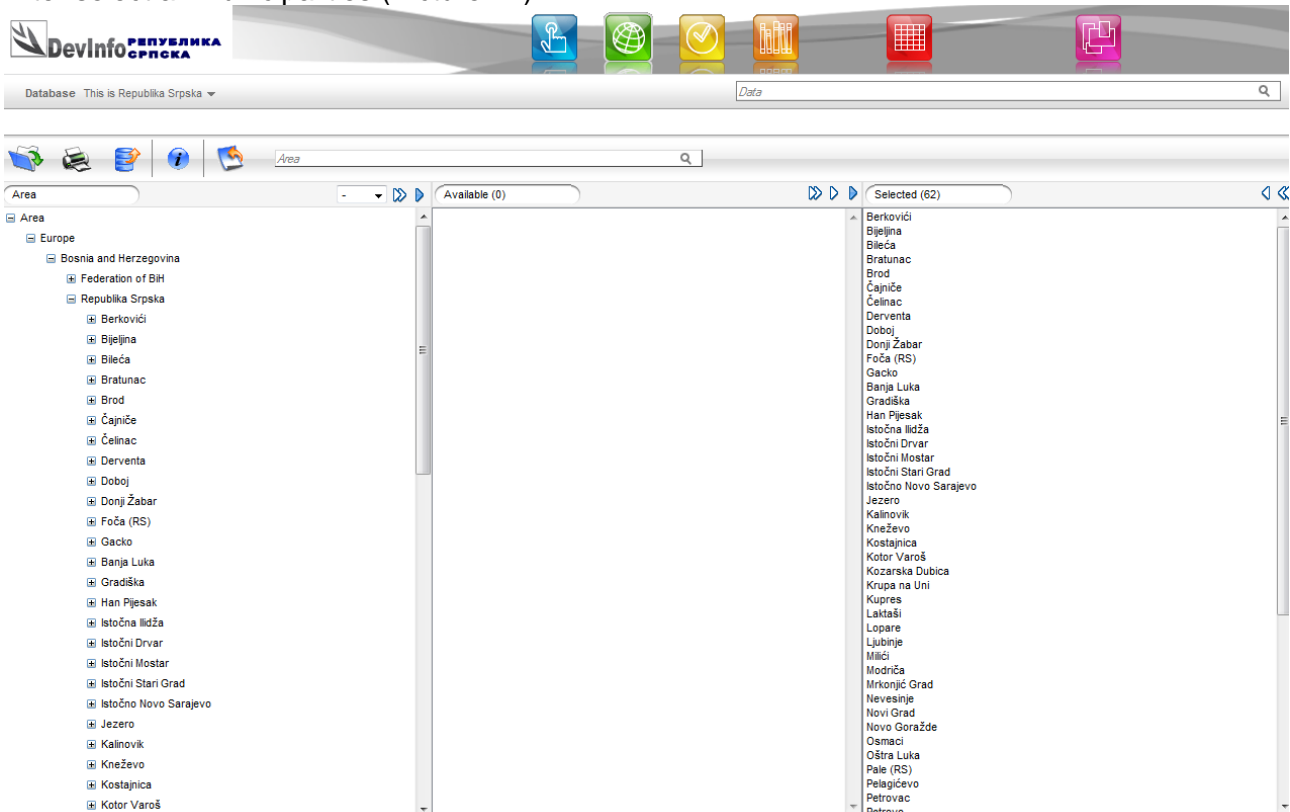 DevInfo РЕПУБЛИКА
СРПСКА
Database This is Republika Srpska
Data
Area
Area
-
Available (0)
Selected (62)
Area
Europe
Bosnia and Herzegovina
Federation of BiH
Republika Srpska
Berkovići
Bijeljina
Bileća
Bratunac
Brod
Čajniče
Čelinac
Derventa
Doboj
Donji Žabar
Foča (RS)
Gacko
Banja Luka
Gradiška
Han Pijesak
Istočna Ilidža
Istočni Drvar
Istočni Mostar
Istočni Stari Grad
Istočno Novo Sarajevo
Jezero
Kalinovik
Kneževo
Kostajnica
Kotor Varoš
Berkovići
Bijeljina
Bileća
Bratunac
Brod
Čajniče
Čelinac
Derventa
Doboj
Donji Žabar
Foča (RS)
Gacko
Banja Luka
Gradiška
Han Pijesak
Istočna Ilidža
Istočni Drvar
Istočni Mostar
Istočni Stari Grad
Istočno Novo Sarajevo
Jezero
Kalinovik
Kneževo
Kostajnica
Kotor Varoš
Kozarska Dubica
Krupa na Uni
Kupres
Laktaši
Lopare
Ljubinje
Milići
Modriča
Mrkonjić Grad
Nevesinje
Novi Grad
Novo Goražde
Osmaci
Oštra Luka
Pale (RS)
Pelagićevo
Petrovac